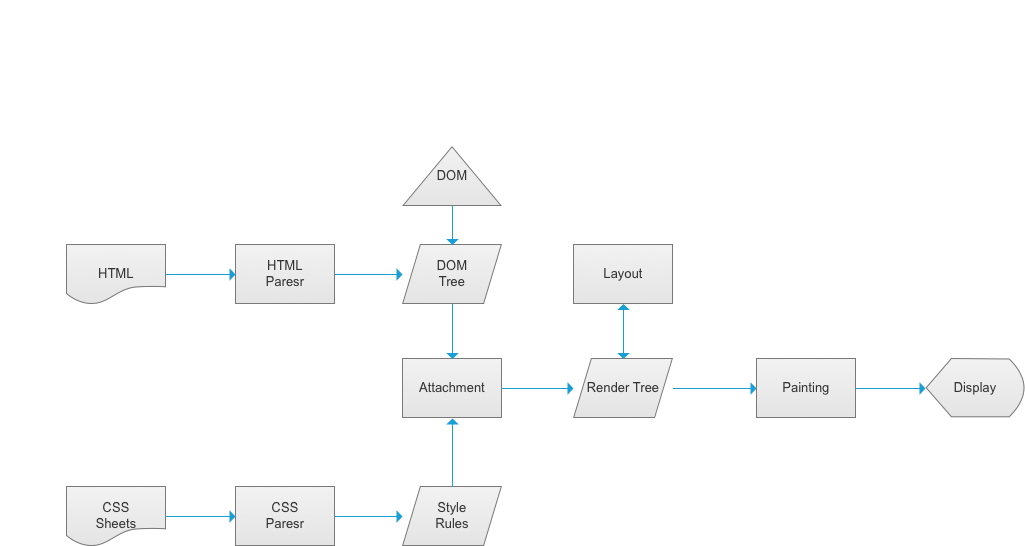 DOM
HTML
HTML
Paresr
DOM
Tree
Layout
Attachment
Render Tree
Painting
Display
CSS
Sheets
CSS
Paresr
Style
Rules